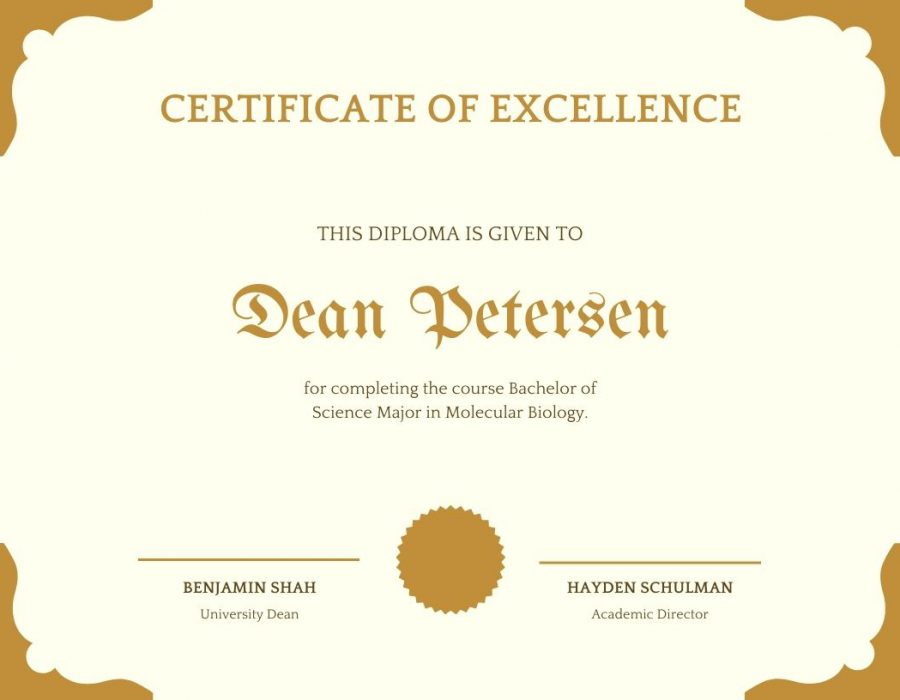 CERTIFICATE OF EXCELLENCE
THIS DIPLOMA IS GIVEN TO
Dean Petersen
for completing the course Bachelor of
Science Major in Molecular Biology.
BENJAMIN SHAH
University Dean
HAYDEN SCHULMAN
Academic Director